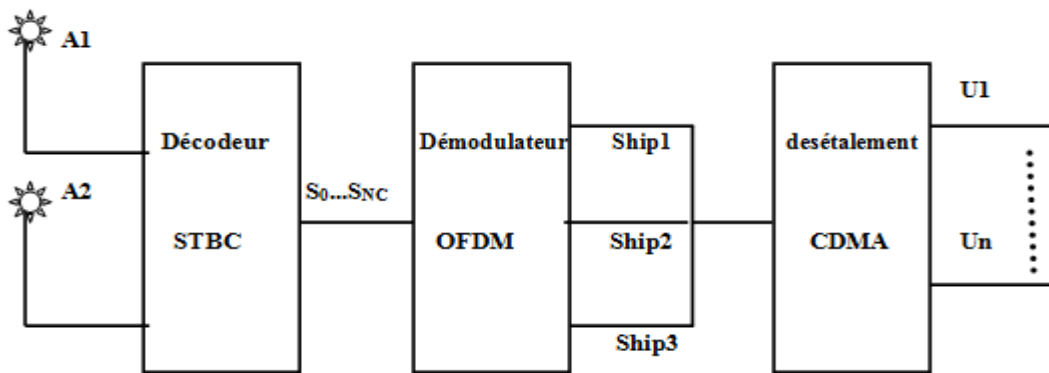 A1
A2
Décodeur
STBC
S0...SNC
Démodulateur
OFDM
Ship1
Ship2
Ship3
desétalement
CDMA
U1
Un